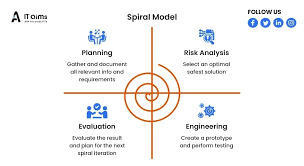 IT aims
Spiral Model
FOLLOW US
Planning
Gather and document
all relevant info and
requirements
Risk Analysis
Select an optimal
safest solution
Evaluation
Evaluate the result
and plan for the next
spiral iteration
Engineering
Create a prototype
and perform testing